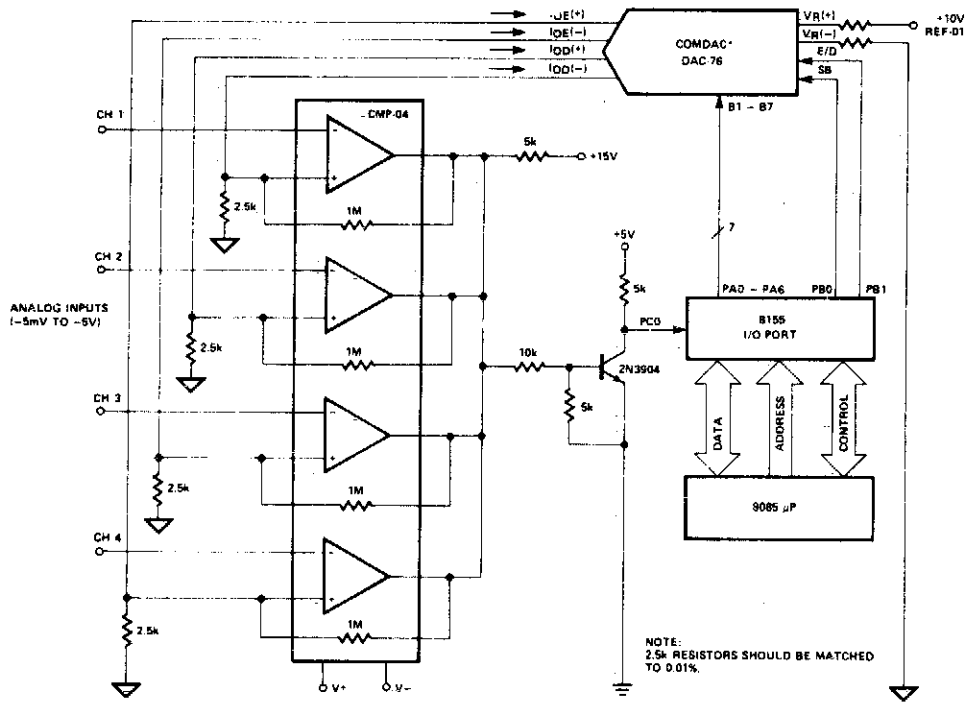 IOE(+)
IOE(-)
IOD(+)
IOD(-)
COMDAC*
DAC-76
VR(+)
VR(-)
E/D
SB
+10V
REF-01
B1 - B7
CH 1
CMP-04
5k
+15V
2.5k
1M
7
CH 2
+5V
5k
PA0 - PA6
PB0
PB1
ANALOG INPUTS
(-5mV TO -5V)
PC0
8155
I/O PORT
2.5k
1M
10k
2N3904
5k
CH 3
DATA
ADDRESS
CONTROL
2.5k
1M
9085 µP
CH 4
2.5k
1M
NOTE:
2.5k RESISTORS SHOULD BE MATCHED
TO 0.01%.
V+
V-